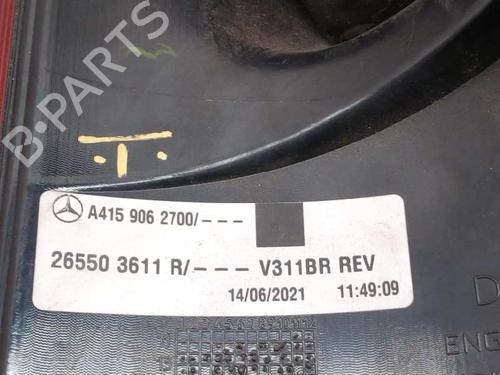 B-PARTS
·T·
A415 906 2700/---
26550 3611 R/--- V311BR REV
14/06/2021 11:49:09
D
ENG